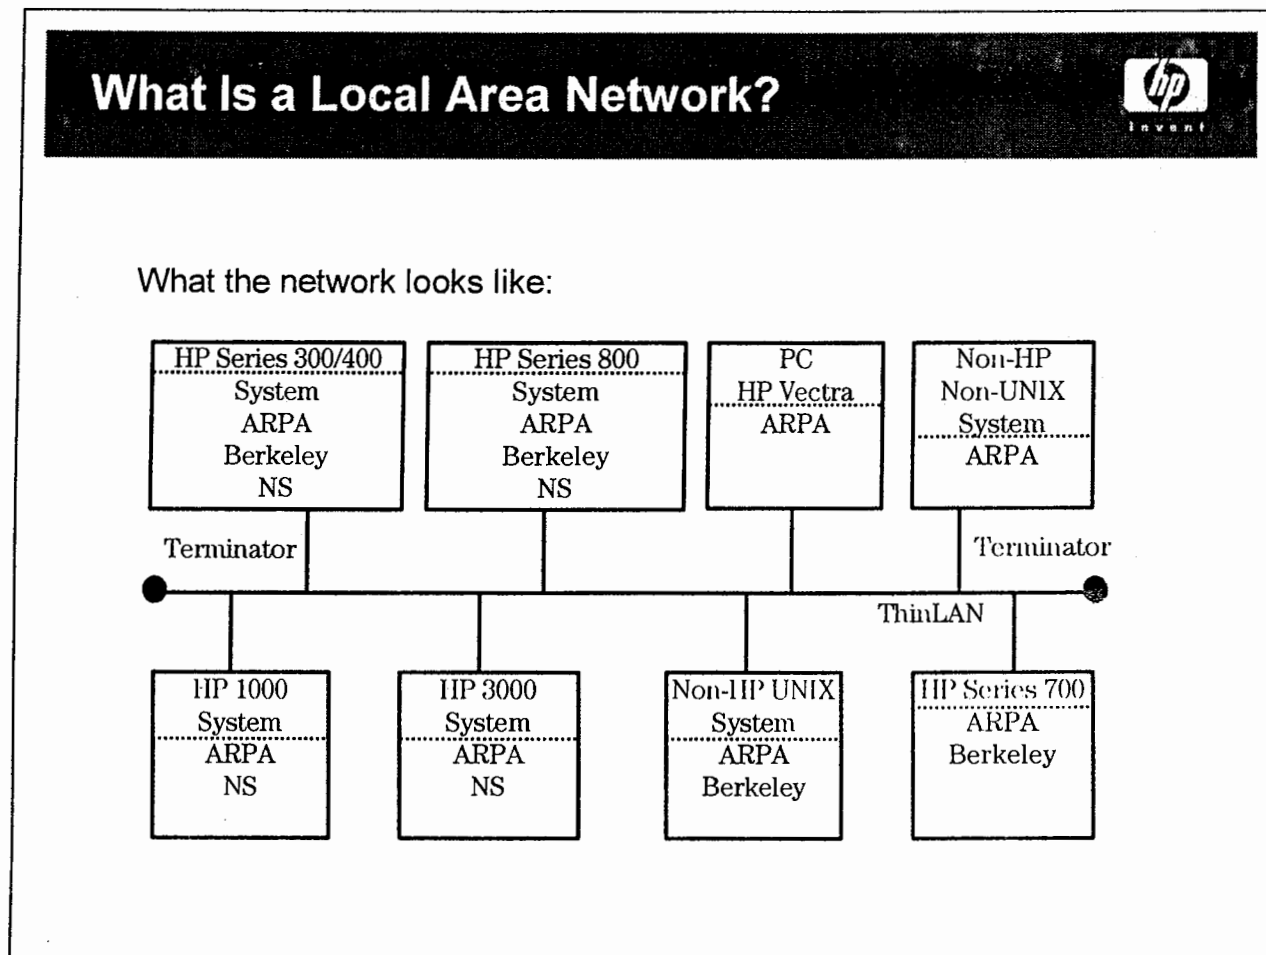 What Is a Local Area Network?
hp
invent
What the network looks like:
HP Series 300/400
System
ARPA
Berkeley
NS
HP Series 800
System
ARPA
Berkeley
NS
PC
HP Vectra
ARPA
Non-HP
Non-UNIX
System
ARPA
Terminator
Terminator
ThinLAN
HP 1000
System
ARPA
NS
HP 3000
System
ARPA
NS
Non-HP UNIX
System
ARPA
Berkeley
HP Series 700
ARPA
Berkeley